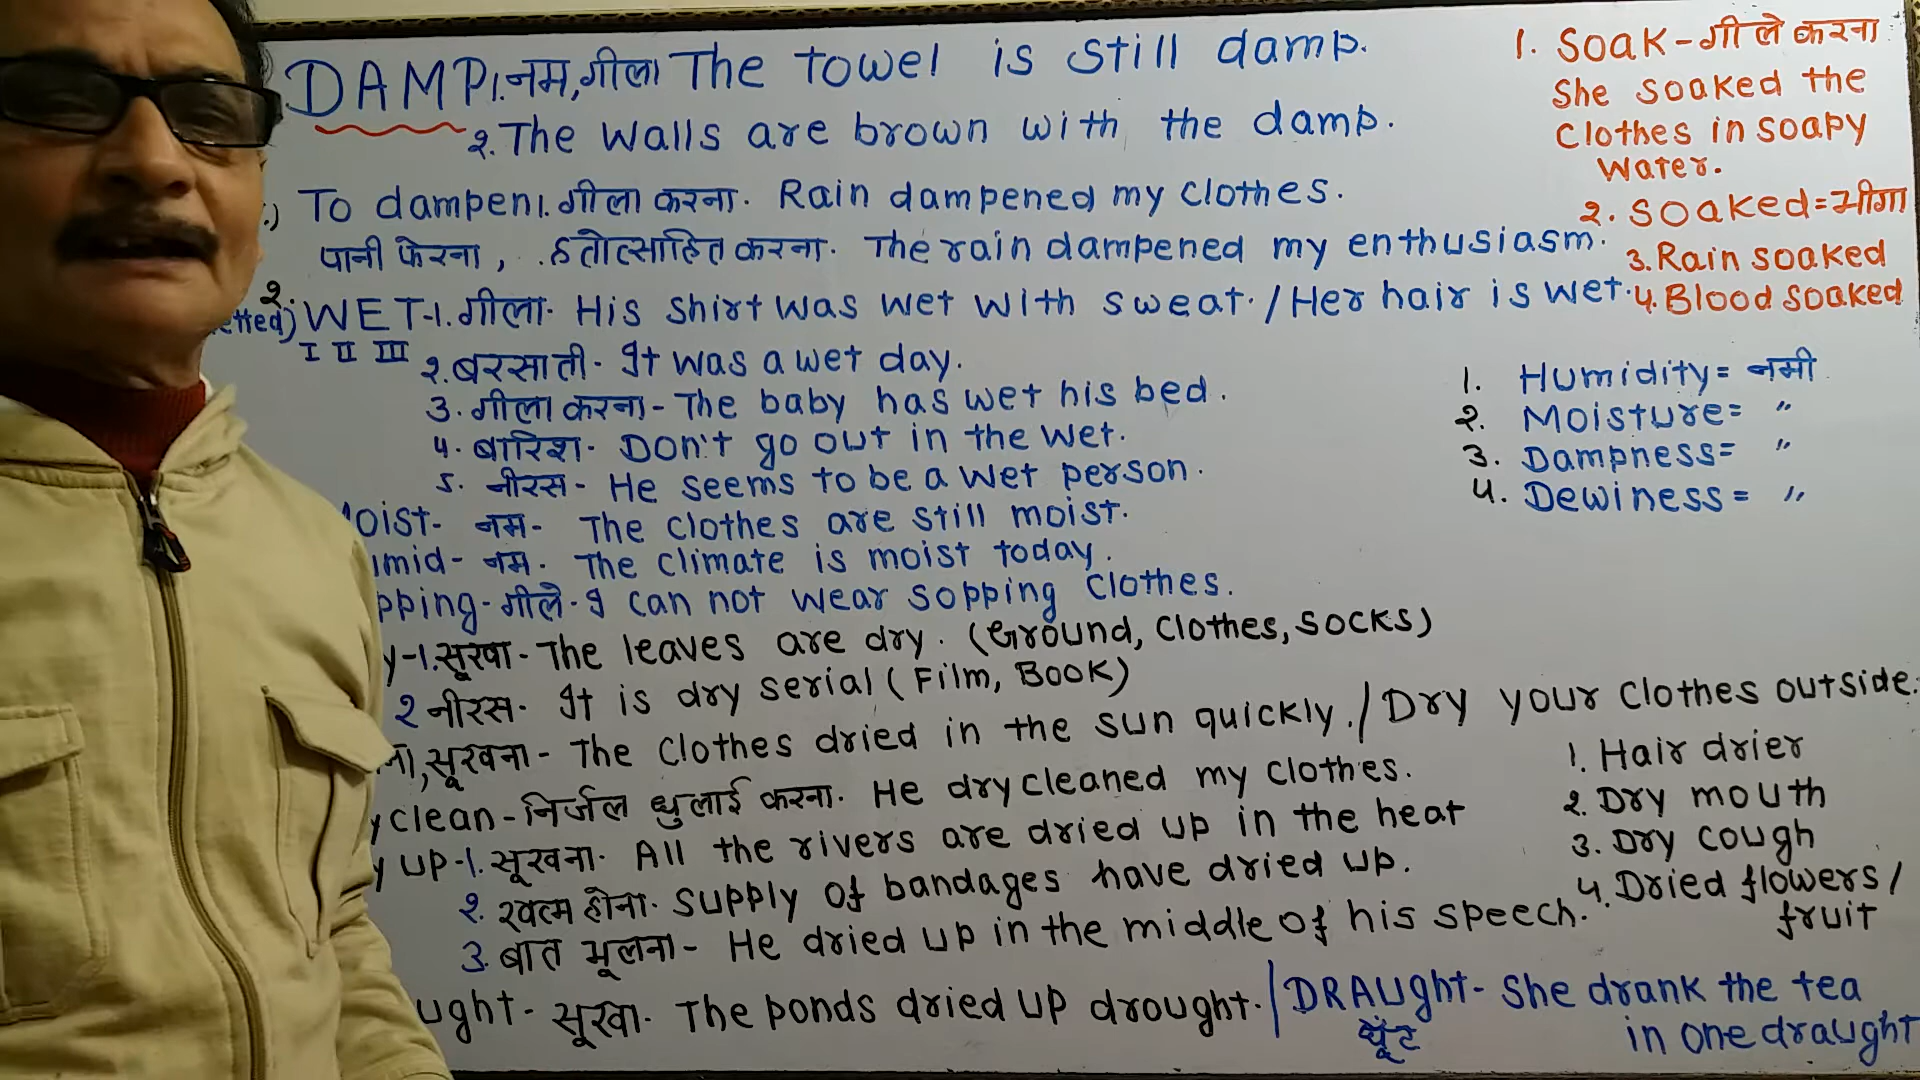 DAMP 1. नम, गीला The towel is still damp.
2. The walls are brown with the damp.
To dampen 1. गीला करना. Rain dampened my clothes.
पानी फेरना, हतोत्साहित करना. The rain dampened my enthusiasm.
2. WET-1. गीला. His shirt was wet with sweat. / Her hair is wet.
I II III
2. बरसाती. It was a wet day.
3. गीला करना - The baby has wet his bed.
4. बारिश. Don't go out in the wet.
5. नीरस - He seems to be a wet person.
oist - नम - The clothes are still moist.
mid - नम. The climate is moist today.
pping - गीले - I can not wear sopping clothes.
y-1. सूखा - The leaves are dry. (Ground, Clothes, SOCKS)
2 नीरस. It is dry serial (Film, BOOK)
ना, सूखना - The clothes dried in the sun quickly. / Dry your clothes outside.
y clean - निर्जल धुलाई करना. He drycleaned my clothes.
y up-1. सूखना. All the rivers are dried up in the heat
2. खत्म होना. Supply of bandages have dried up.
3. बात भूलना - He dried up in the middle of his speech.
ught - सूखा. The ponds dried up drought. / DRAUght - She drank the tea
घूँट in one draught
1. Soak - गीले करना
She soaked the
Clothes in soapy
Water.
2. Soaked = भीगा
3. Rain soaked
4. Blood soaked
1. Humidity = नमी
2. Moisture = "
3. Dampness = "
4. Dewiness = "
1. Hair drier
2. Dry mouth
3. Dry cough
4. Dried flowers /
fruit